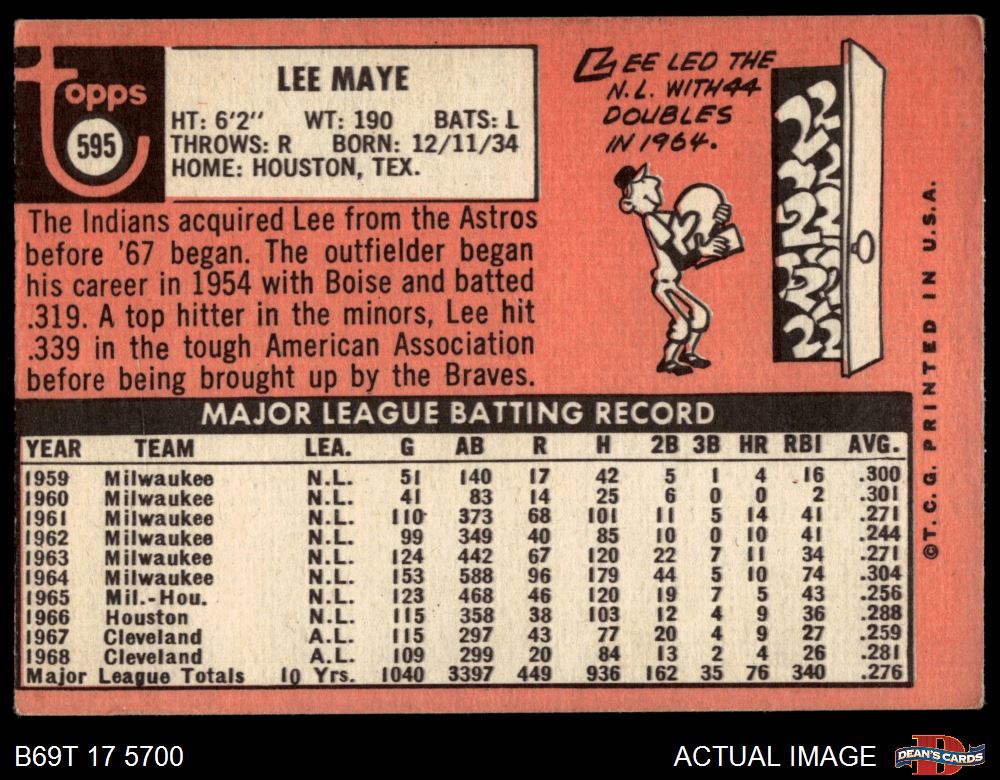 topps
595
LEE MAYE
HT: 6'2" WT: 190 BATS: L
THROWS: R BORN: 12/11/34
HOME: HOUSTON, TEX.
LEE LED THE
N.L. WITH 44
DOUBLES
IN 1964.
The Indians acquired Lee from the Astros
before '67 began. The outfielder began
his career in 1954 with Boise and batted
.319. A top hitter in the minors, Lee hit
.339 in the tough American Association
before being brought up by the Braves.
2
22
22
22
22
22
©T. C. G. PRINTED IN U.S.A.
MAJOR LEAGUE BATTING RECORD
YEAR TEAM LEA. G AB R H 2B 3B HR RBI AVG.
1959 Milwaukee N.L. 51 140 17 42 5 1 4 16 .300
1960 Milwaukee N.L. 41 83 14 25 6 0 0 2 .301
1961 Milwaukee N.L. 110 373 68 101 11 5 14 41 .271
1962 Milwaukee N.L. 99 349 40 85 10 0 10 41 .244
1963 Milwaukee N.L. 124 442 67 120 22 7 11 34 .271
1964 Milwaukee N.L. 153 588 96 179 44 5 10 74 .304
1965 Mil.-Hou. N.L. 123 468 46 120 19 7 5 43 .256
1966 Houston N.L. 115 358 38 103 12 4 9 36 .288
1967 Cleveland A.L. 115 297 43 77 20 4 9 27 .259
1968 Cleveland A.L. 109 299 20 84 13 2 4 26 .281
Major League Totals 10 Yrs. 1040 3397 449 936 162 35 76 340 .276
B69T 17 5700
ACTUAL IMAGE
DEAN'S CARDS